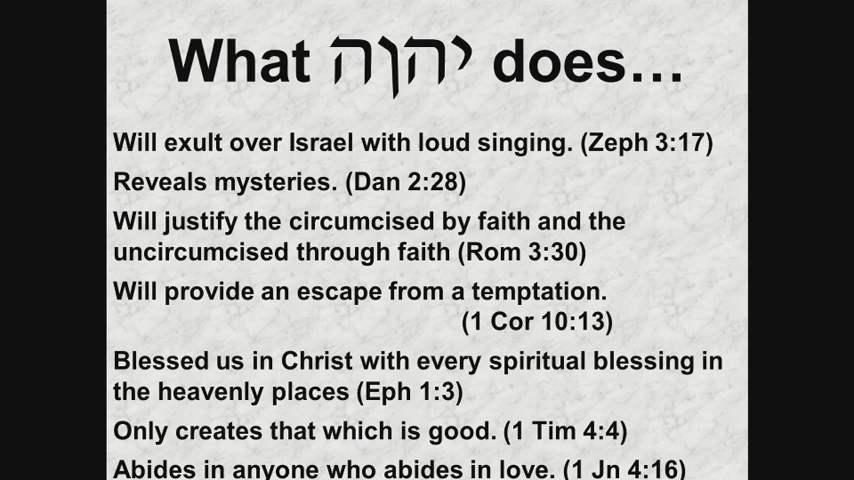 What יהוָה does…
Will exult over Israel with loud singing. (Zeph 3:17)
Reveals mysteries. (Dan 2:28)
Will justify the circumcised by faith and the
uncircumcised through faith (Rom 3:30)
Will provide an escape from a temptation.
(1 Cor 10:13)
Blessed us in Christ with every spiritual blessing in
the heavenly places (Eph 1:3)
Only creates that which is good. (1 Tim 4:4)
Abides in anyone who abides in love. (1 Jn 4:16)